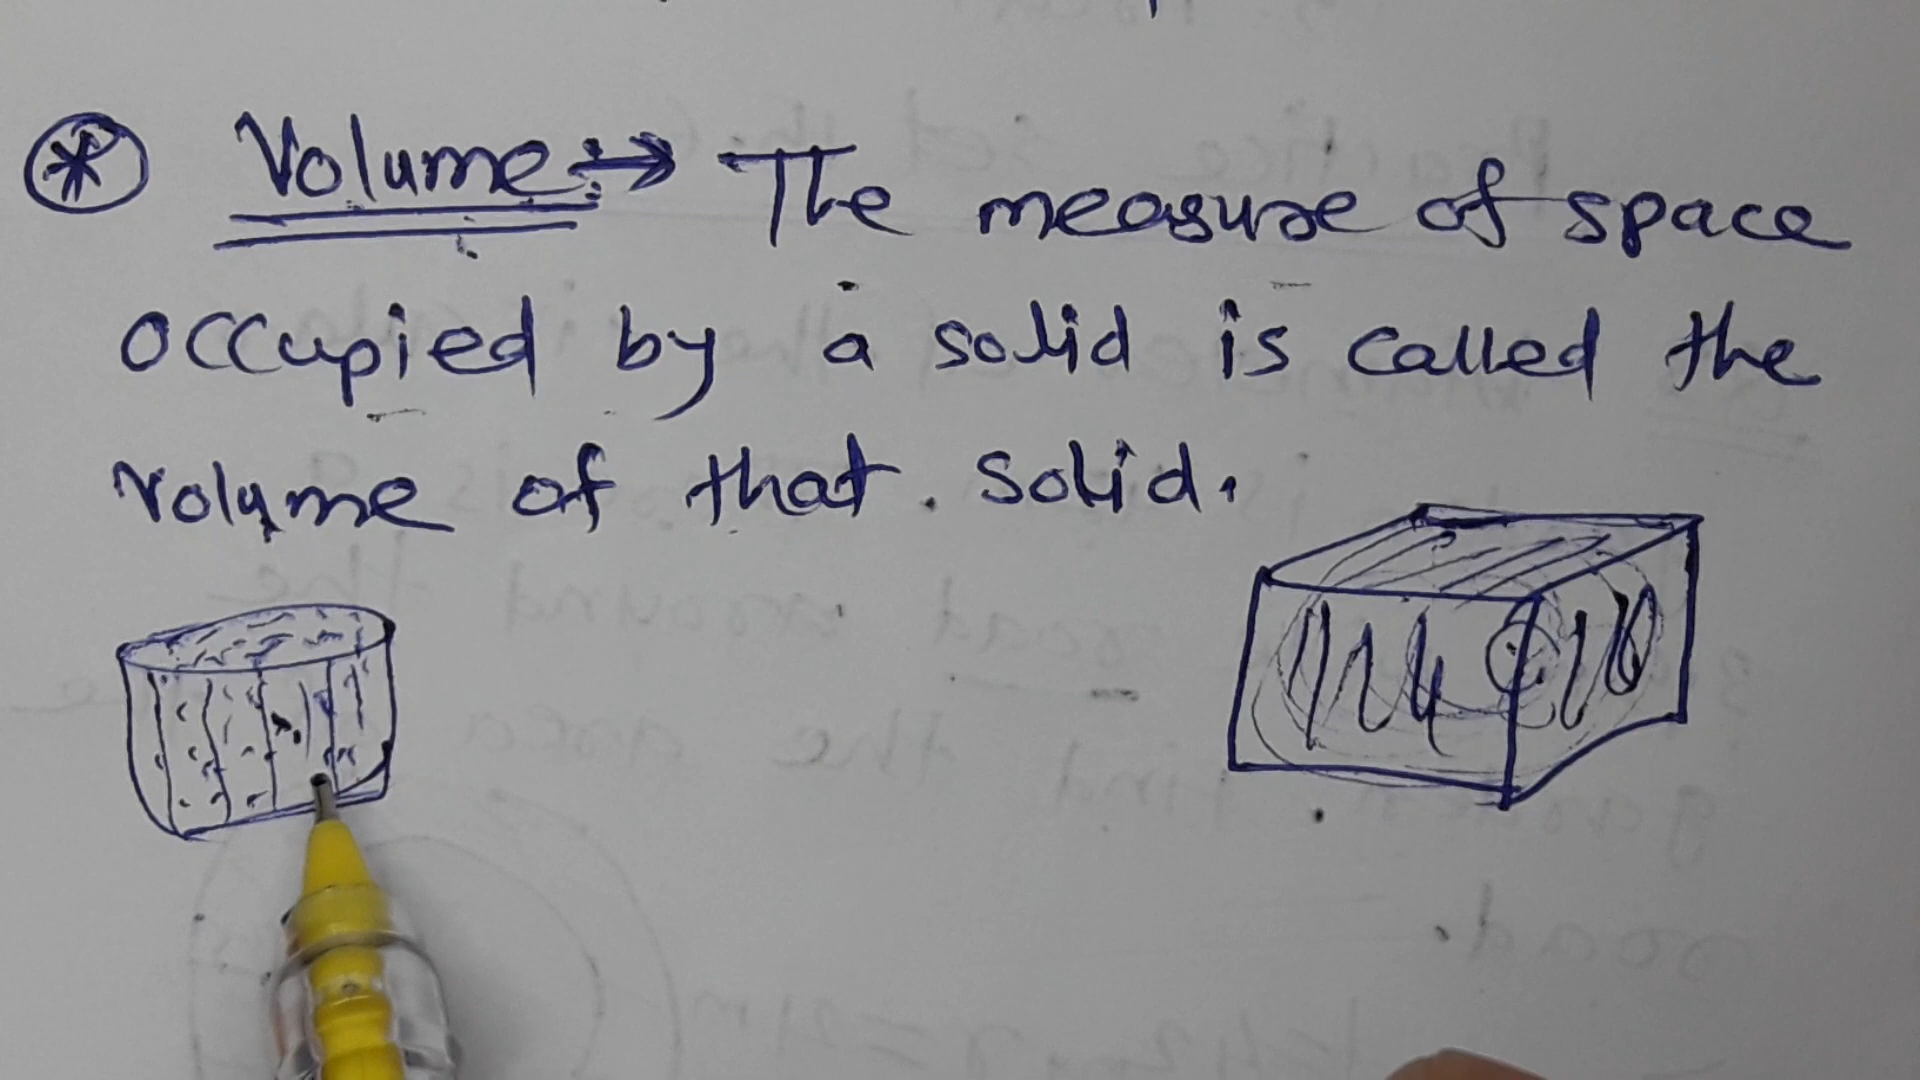 * Volume :→ The measure of space
occupied by a solid is called the
volume of that. solid.